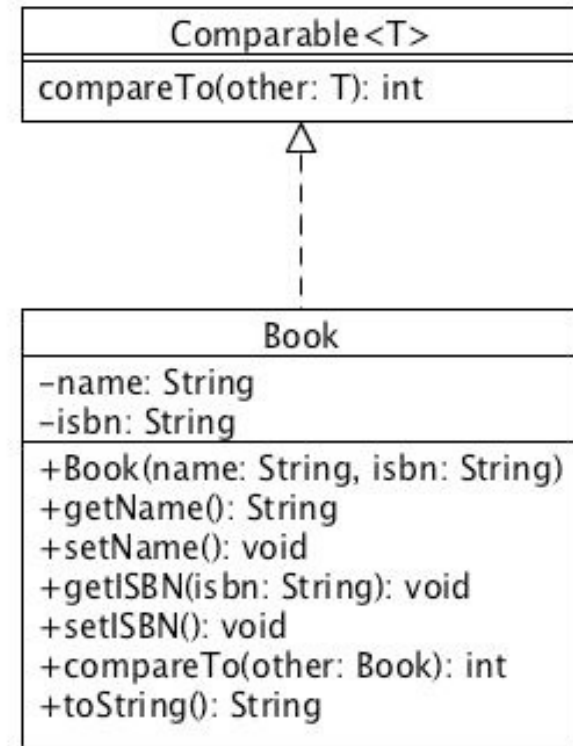 Comparable<T>
compareTo(other: T): int
Book
-name: String
-isbn: String
+Book(name: String, isbn: String)
+getName(): String
+setName(): void
+getISBN(isbn: String): void
+setISBN(): void
+compareTo(other: Book): int
+toString(): String